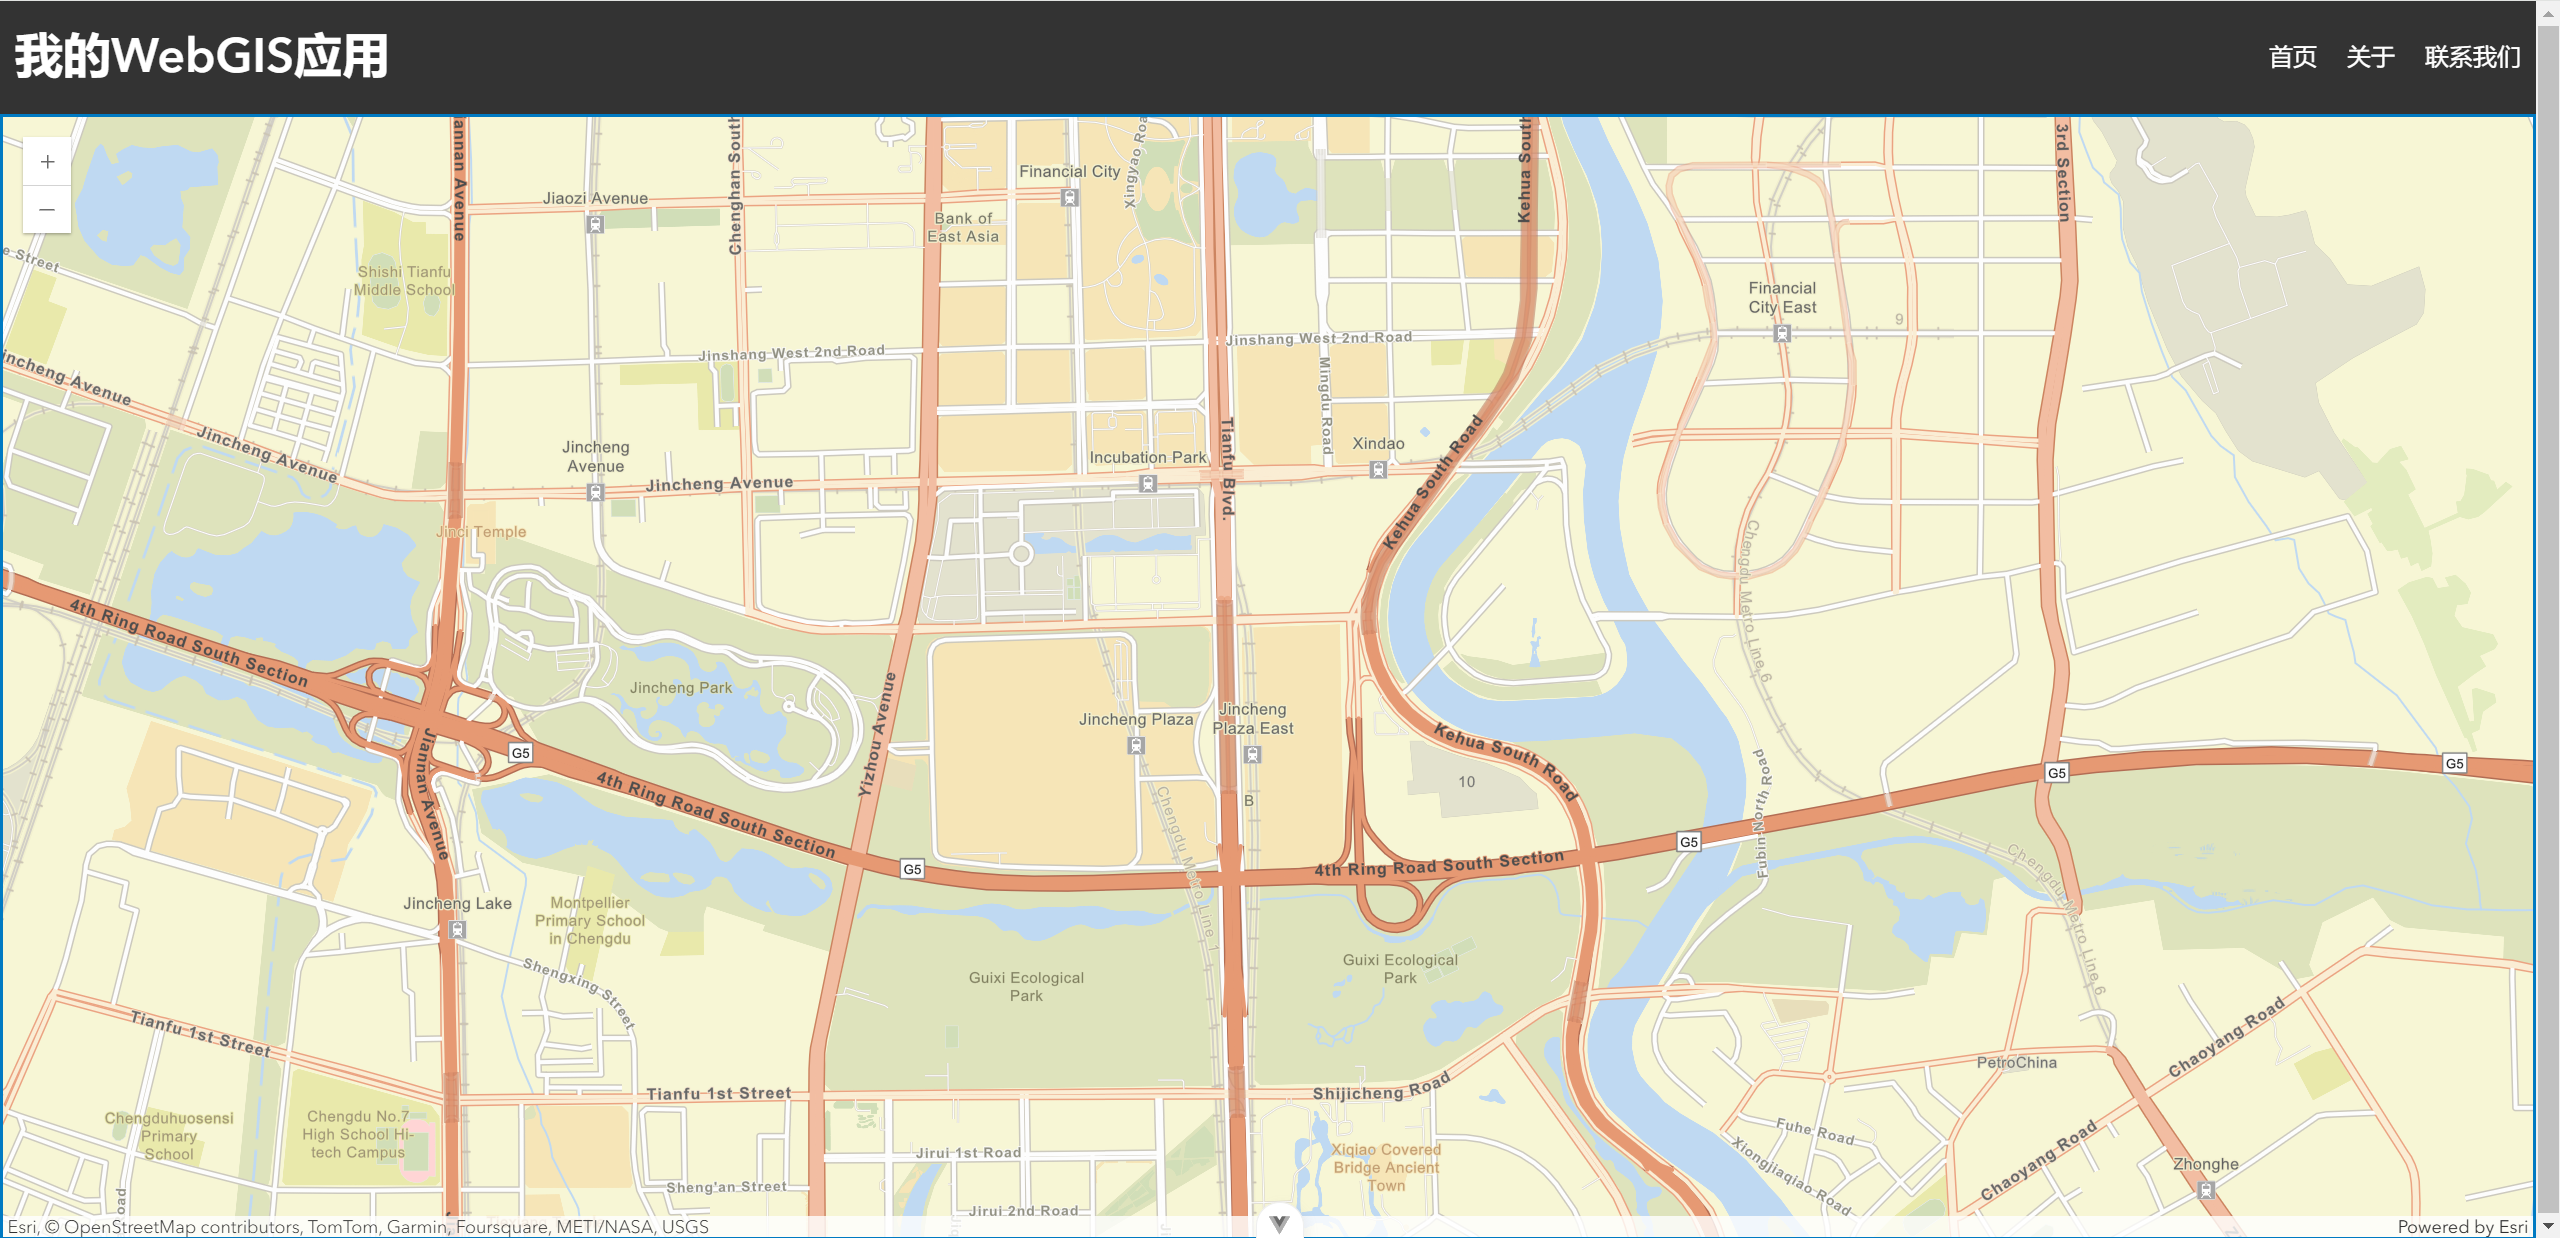 我的WebGIS应用
首页 关于 联系我们
+
−
Jiannan Avenue
Chenghan South
Financial City
Xingyao Roa
Kehua South
3rd Section
Jiaozi Avenue
Bank of
East Asia
e Street
Shishi Tianfu
Middle School
Financial
City East
9
Jinshang West 2nd Road
Jinshang West 2nd Road
Mingdu Road
incheng Avenue
Jincheng Avenue
Jincheng
Avenue
Jincheng Avenue
Incubation Park
Tianfu Blvd.
Xindao
Kehua South Road
Jinci Temple
Chengdu Metro Line 6
4th Ring Road South Section
Jincheng Park
Yizhou Avenue
Jincheng Plaza
Jincheng
Plaza East
Kehua South Road
Jiannan Avenue
G5
4th Ring Road South Section
10
B
Chengdu Metro Line 1
Fubin North Road
G5
G5
G5
G5
4th Ring Road South Section
Chengdu Metro Line 6
Jincheng Lake
Montpellier
Primary School
in Chengdu
Shengxing Street
Guixi Ecological
Park
Guixi Ecological
Park
Tianfu 1st Street
Tianfu 1st Street
Shijicheng Road
PetroChina
Chaoyang Road
Chengduhuosensi
Primary
School
Chengdu No.7
High School Hi-
tech Campus
Jirui 1st Road
Sheng'an Street
Jirui 2nd Road
Xiqiao Covered
Bridge Ancient
Town
Fuhe Road
Xiongjiaqiao Road
Chaoyang Road
Zhonghe
oad
Esri, © OpenStreetMap contributors, TomTom, Garmin, Foursquare, METI/NASA, USGS
Powered by Esri